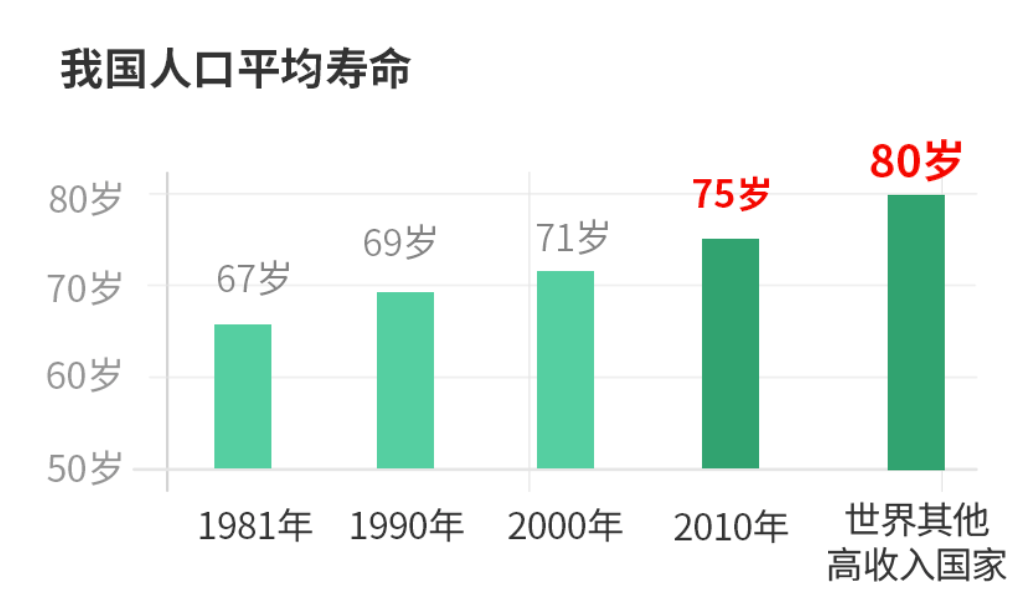 我国人口平均寿命
80岁
75岁
80岁
71岁
69岁
67岁
70岁
60岁
50岁
1981年
1990年
2000年
2010年
世界其他
高收入国家